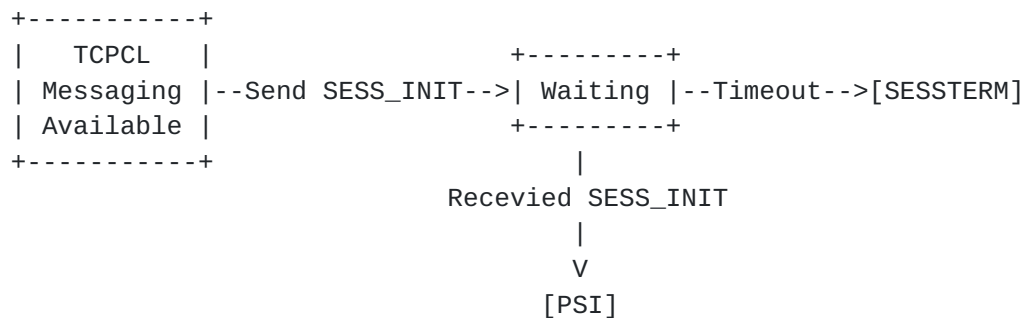 +-----------+
|   TCPCL   |                    +---------+
| Messaging |--Send SESS_INIT-->| Waiting |--Timeout-->[SESSTERM]
| Available |                    +---------+
+-----------+                         |
                             Recevied SESS_INIT
                                      |
                                      V
                                    [PSI]